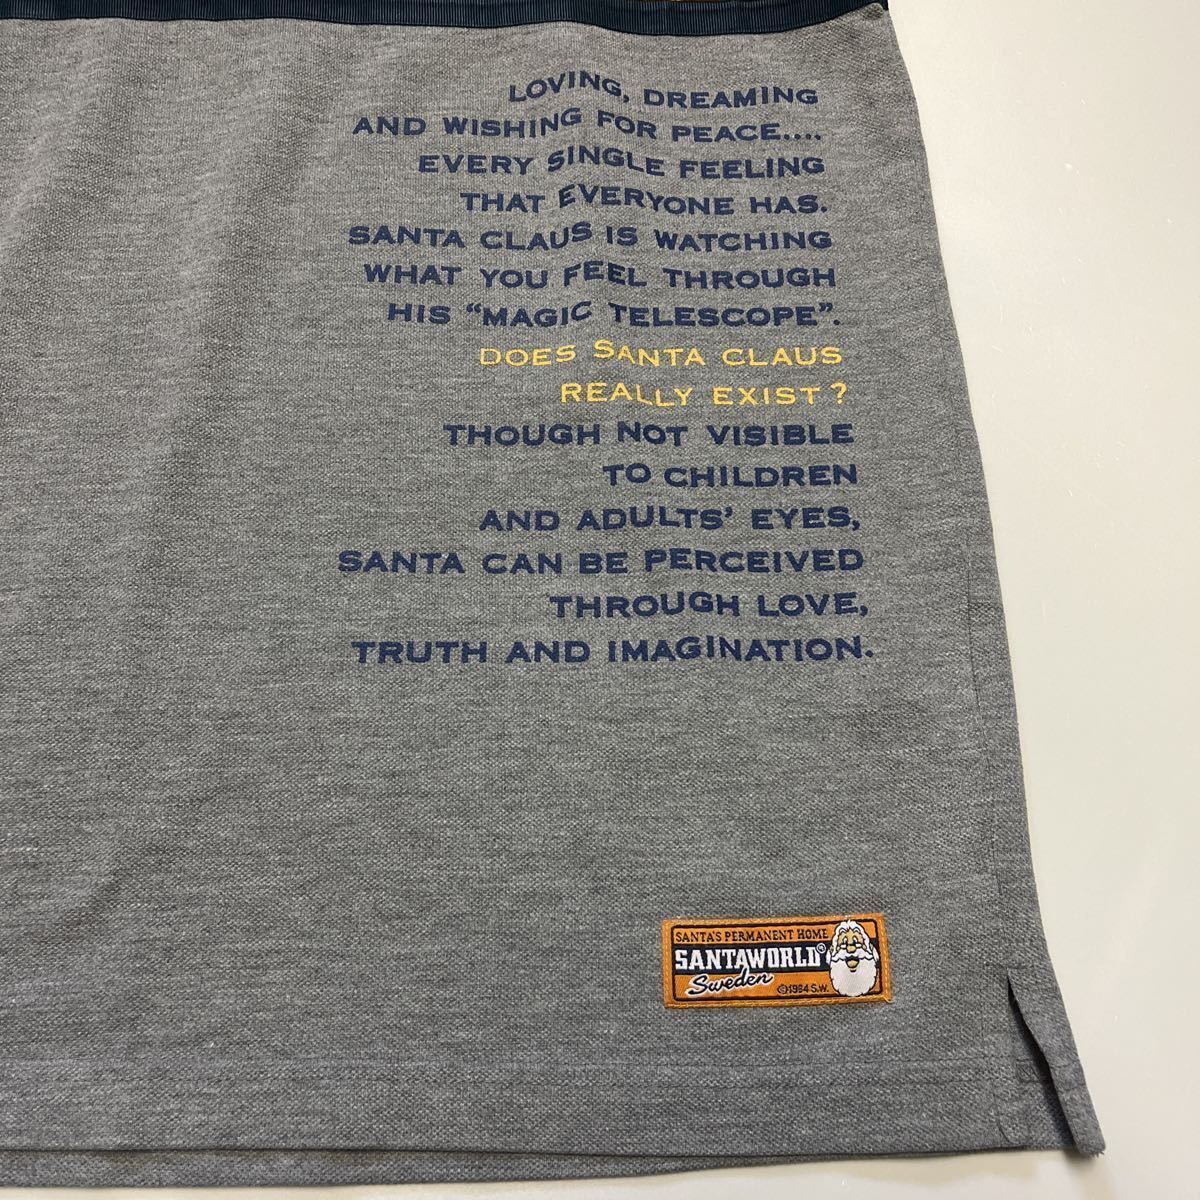 LOVING, DREAMING
AND WISHING FOR PEACE....
EVERY SINGLE FEELING
THAT EVERYONE HAS.
SANTA CLAUS IS WATCHING
WHAT YOU FEEL THROUGH
HIS “MAGIC TELESCOPE”.
DOES SANTA CLAUS
REALLY EXIST?
THOUGH NOT VISIBLE
TO CHILDREN
AND ADULTS’ EYES,
SANTA CAN BE PERCEIVED
THROUGH LOVE,
TRUTH AND IMAGINATION.
SANTA'S PERMANENT HOME
SANTAWORLD®
Sweden
©1984 S.W.